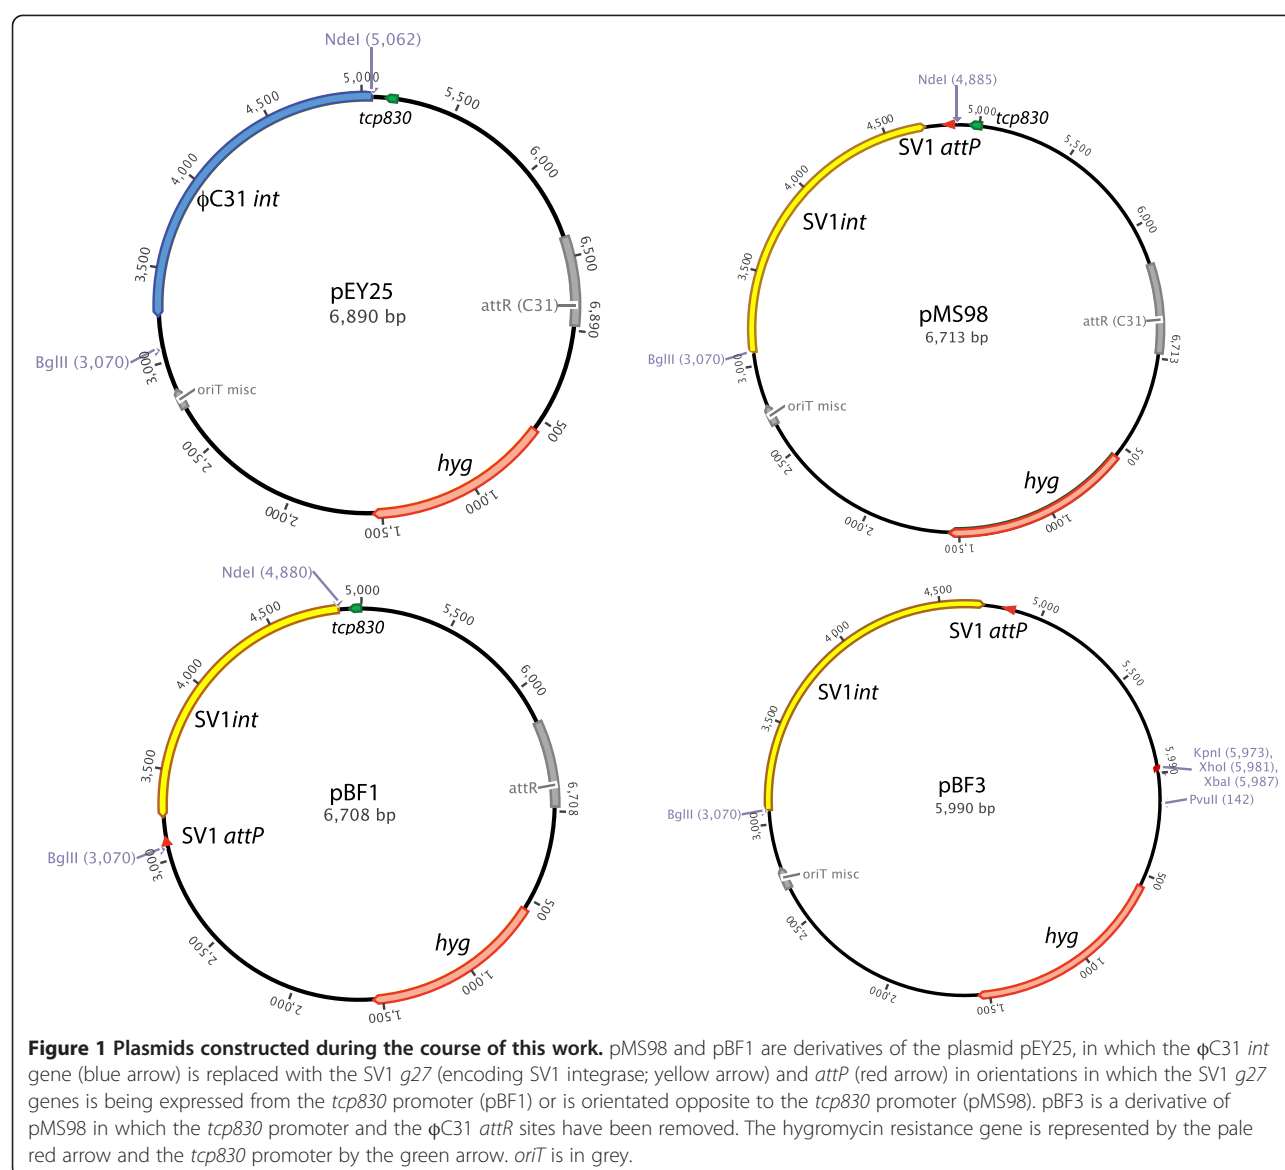 NdeI (5,062)
5,000
tcp830
5,500
6,000
6,500
attR (C31)
6,890
500
hyg
1,000
1,500
2,000
2,500
oriT misc
3,000
BglII (3,070)
3,500
ϕC31 int
4,000
4,500
pEY25
6,890 bp
NdeI (4,885)
5,000
tcp830
SV1 attP
5,500
6,000
attR (C31)
6,713
500
hyg
1,000
1,500
2,000
2,500
oriT misc
3,000
BglII (3,070)
3,500
SV1int
4,000
4,500
pMS98
6,713 bp
NdeI (4,880)
5,000
tcp830
5,500
6,000
attR
6,708
500
hyg
1,000
1,500
2,000
2,500
3,000
BglII (3,070)
SV1 attP
3,500
SV1int
4,000
4,500
pBF1
6,708 bp
4,500
SV1 attP
5,000
5,500
5,990
KpnI (5,973),
XhoI (5,981),
XbaI (5,987)
PvuII (142)
500
hyg
1,000
1,500
2,000
2,500
oriT misc
3,000
BglII (3,070)
3,500
SV1int
4,000
pBF3
5,990 bp
Figure 1 Plasmids constructed during the course of this work. pMS98 and pBF1 are derivatives of the plasmid pEY25, in which the ϕC31 int
gene (blue arrow) is replaced with the SV1 g27 (encoding SV1 integrase; yellow arrow) and attP (red arrow) in orientations in which the SV1 g27
genes is being expressed from the tcp830 promoter (pBF1) or is orientated opposite to the tcp830 promoter (pMS98). pBF3 is a derivative of
pMS98 in which the tcp830 promoter and the ϕC31 attR sites have been removed. The hygromycin resistance gene is represented by the pale
red arrow and the tcp830 promoter by the green arrow. oriT is in grey.